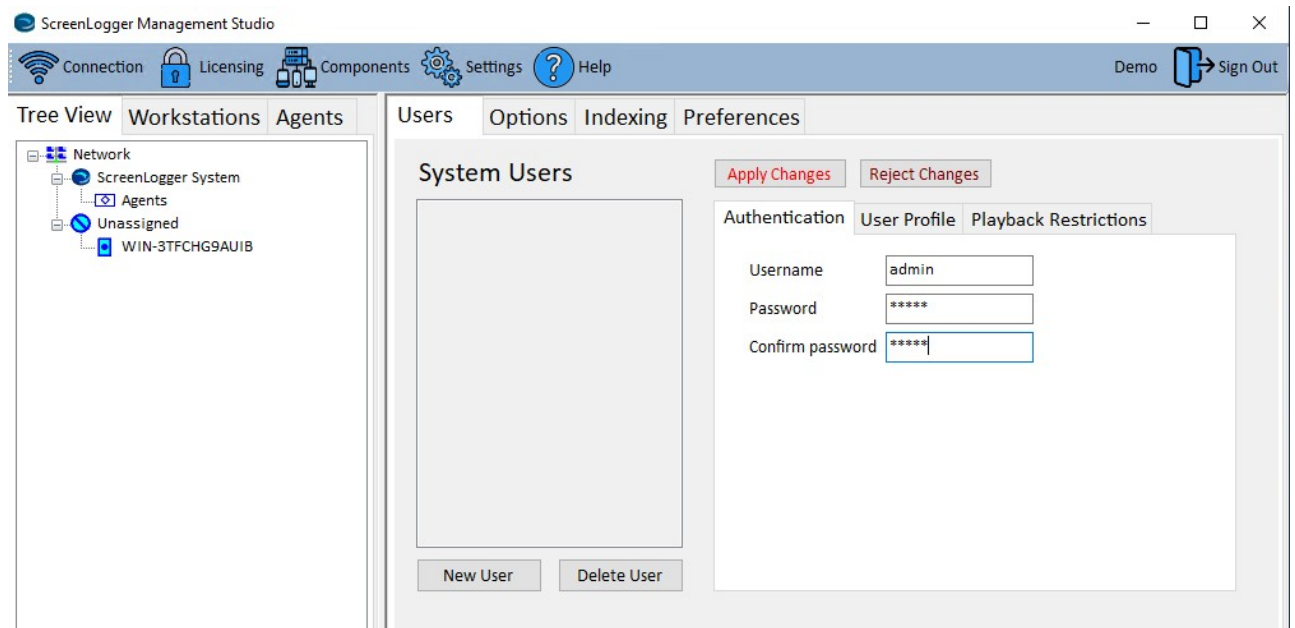 ScreenLogger Management Studio
Connection Licensing Components Settings ? Help Demo Sign Out
Tree View Workstations Agents
Network
ScreenLogger System
Agents
Unassigned
WIN-3TFCHG9AUIB
Users Options Indexing Preferences
System Users
Apply Changes Reject Changes
Authentication User Profile Playback Restrictions
Username admin
Password *****
Confirm password *****
New User Delete User